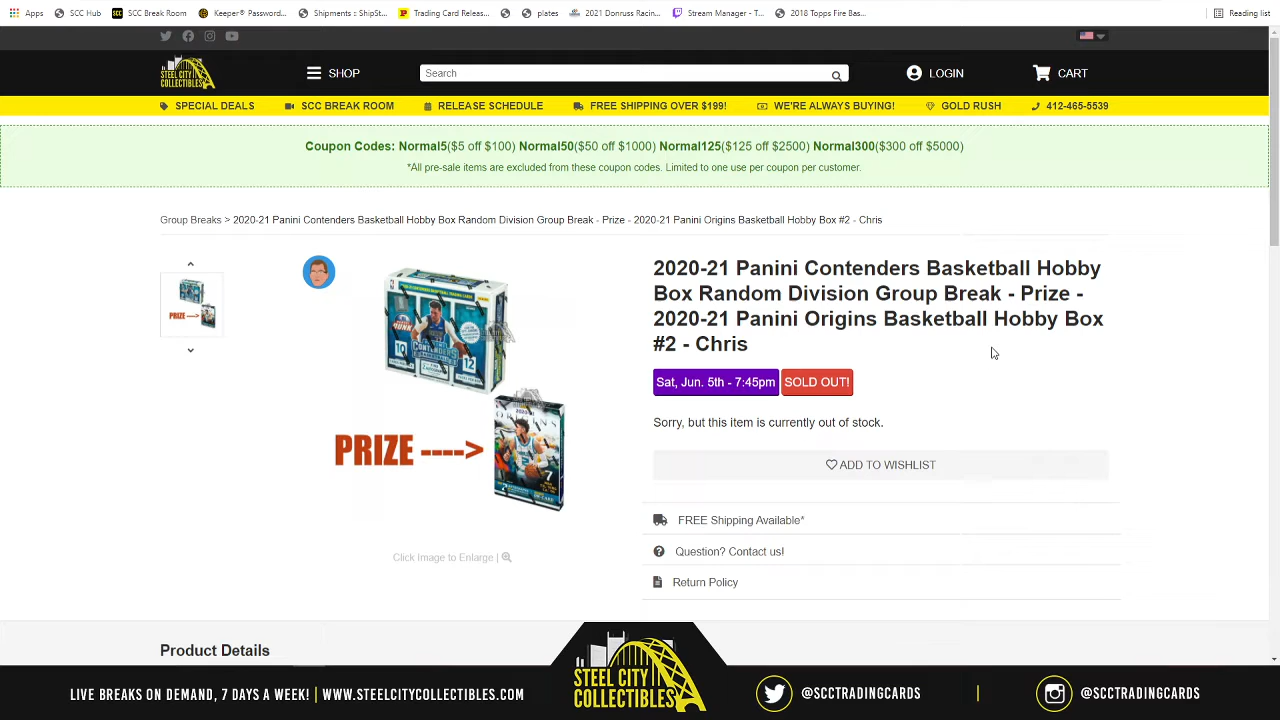 Apps SCC Hub SCC Break Room Keeper® Password... Shipments :: ShipSt... Trading Card Releas... plates 2021 Donruss Racin... Stream Manager - T... 2018 Topps Fire Bas... Reading list
STEEL CITY
COLLECTIBLES
SHOP Search LOGIN CART
SPECIAL DEALS SCC BREAK ROOM RELEASE SCHEDULE FREE SHIPPING OVER $199! WE'RE ALWAYS BUYING! GOLD RUSH 412-465-5539
Coupon Codes: Normal5($5 off $100) Normal50($50 off $1000) Normal125($125 off $2500) Normal300($300 off $5000)
*All pre-sale items are excluded from these coupon codes. Limited to one use per coupon per customer.
Group Breaks > 2020-21 Panini Contenders Basketball Hobby Box Random Division Group Break - Prize - 2020-21 Panini Origins Basketball Hobby Box #2 - Chris
2020-21 Panini Contenders Basketball Hobby
Box Random Division Group Break - Prize -
2020-21 Panini Origins Basketball Hobby Box
#2 - Chris
CONTENDERS
10
12
ORIGINS
7
PRIZE ---->
PRIZE
Sat, Jun. 5th - 7:45pm SOLD OUT!
Sorry, but this item is currently out of stock.
ADD TO WISHLIST
FREE Shipping Available*
Question? Contact us!
Return Policy
Click Image to Enlarge |
Product Details
LIVE BREAKS ON DEMAND, 7 DAYS A WEEK! | WWW.STEELCITYCOLLECTIBLES.COM
STEEL CITY
COLLECTIBLES
@SCCTRADINGCARDS | @SCCTRADINGCARDS